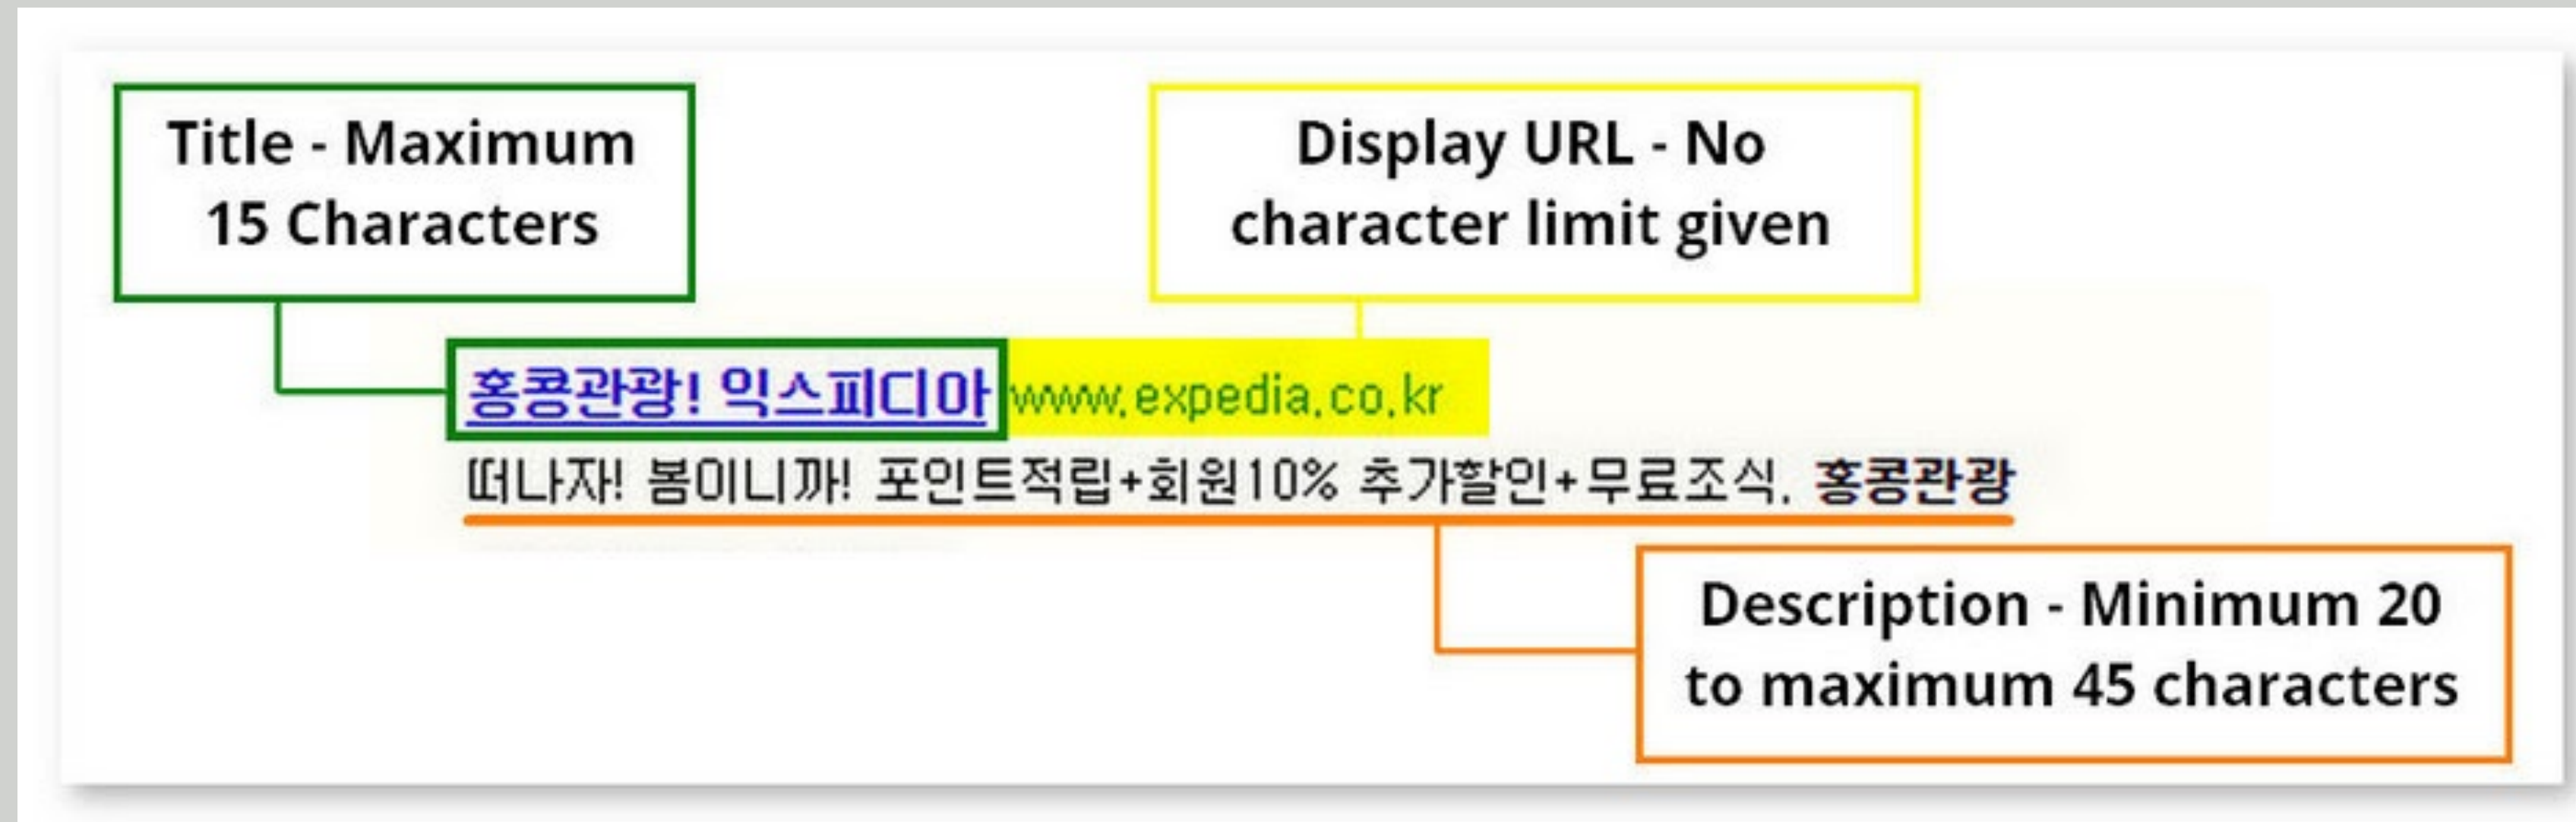 Title - Maximum
15 Characters
Display URL - No
character limit given
홍콩관광! 익스피디아 www.expedia.co.kr
떠나자! 봄이니까! 포인트적립+회원10% 추가할인+무료조식. 홍콩관광
Description - Minimum 20
to maximum 45 characters